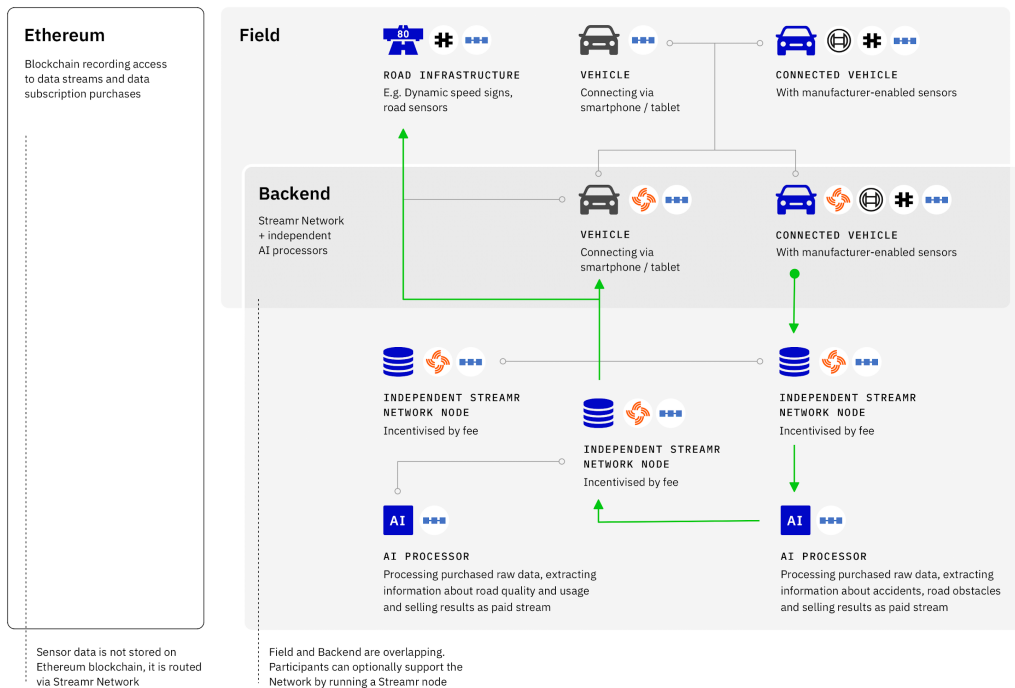 Ethereum
Blockchain recording access
to data streams and data
subscription purchases
Sensor data is not stored on
Ethereum blockchain, it is routed
via Streamr Network
Field
80
ROAD INFRASTRUCTURE
E.g. Dynamic speed signs,
road sensors
VEHICLE
Connecting via
smartphone / tablet
CONNECTED VEHICLE
With manufacturer-enabled sensors
Backend
Streamr Network
+ independent
AI processors
VEHICLE
Connecting via
smartphone / tablet
CONNECTED VEHICLE
With manufacturer-enabled sensors
INDEPENDENT STREAMR
NETWORK NODE
Incentivised by fee
INDEPENDENT STREAMR
NETWORK NODE
Incentivised by fee
INDEPENDENT STREAMR
NETWORK NODE
Incentivised by fee
AI
AI PROCESSOR
Processing purchased raw data, extracting
information about road quality and usage
and selling results as paid stream
AI
AI PROCESSOR
Processing purchased raw data, extracting
information about accidents, road obstacles
and selling results as paid stream
Field and Backend are overlapping.
Participants can optionally support the
Network by running a Streamr node